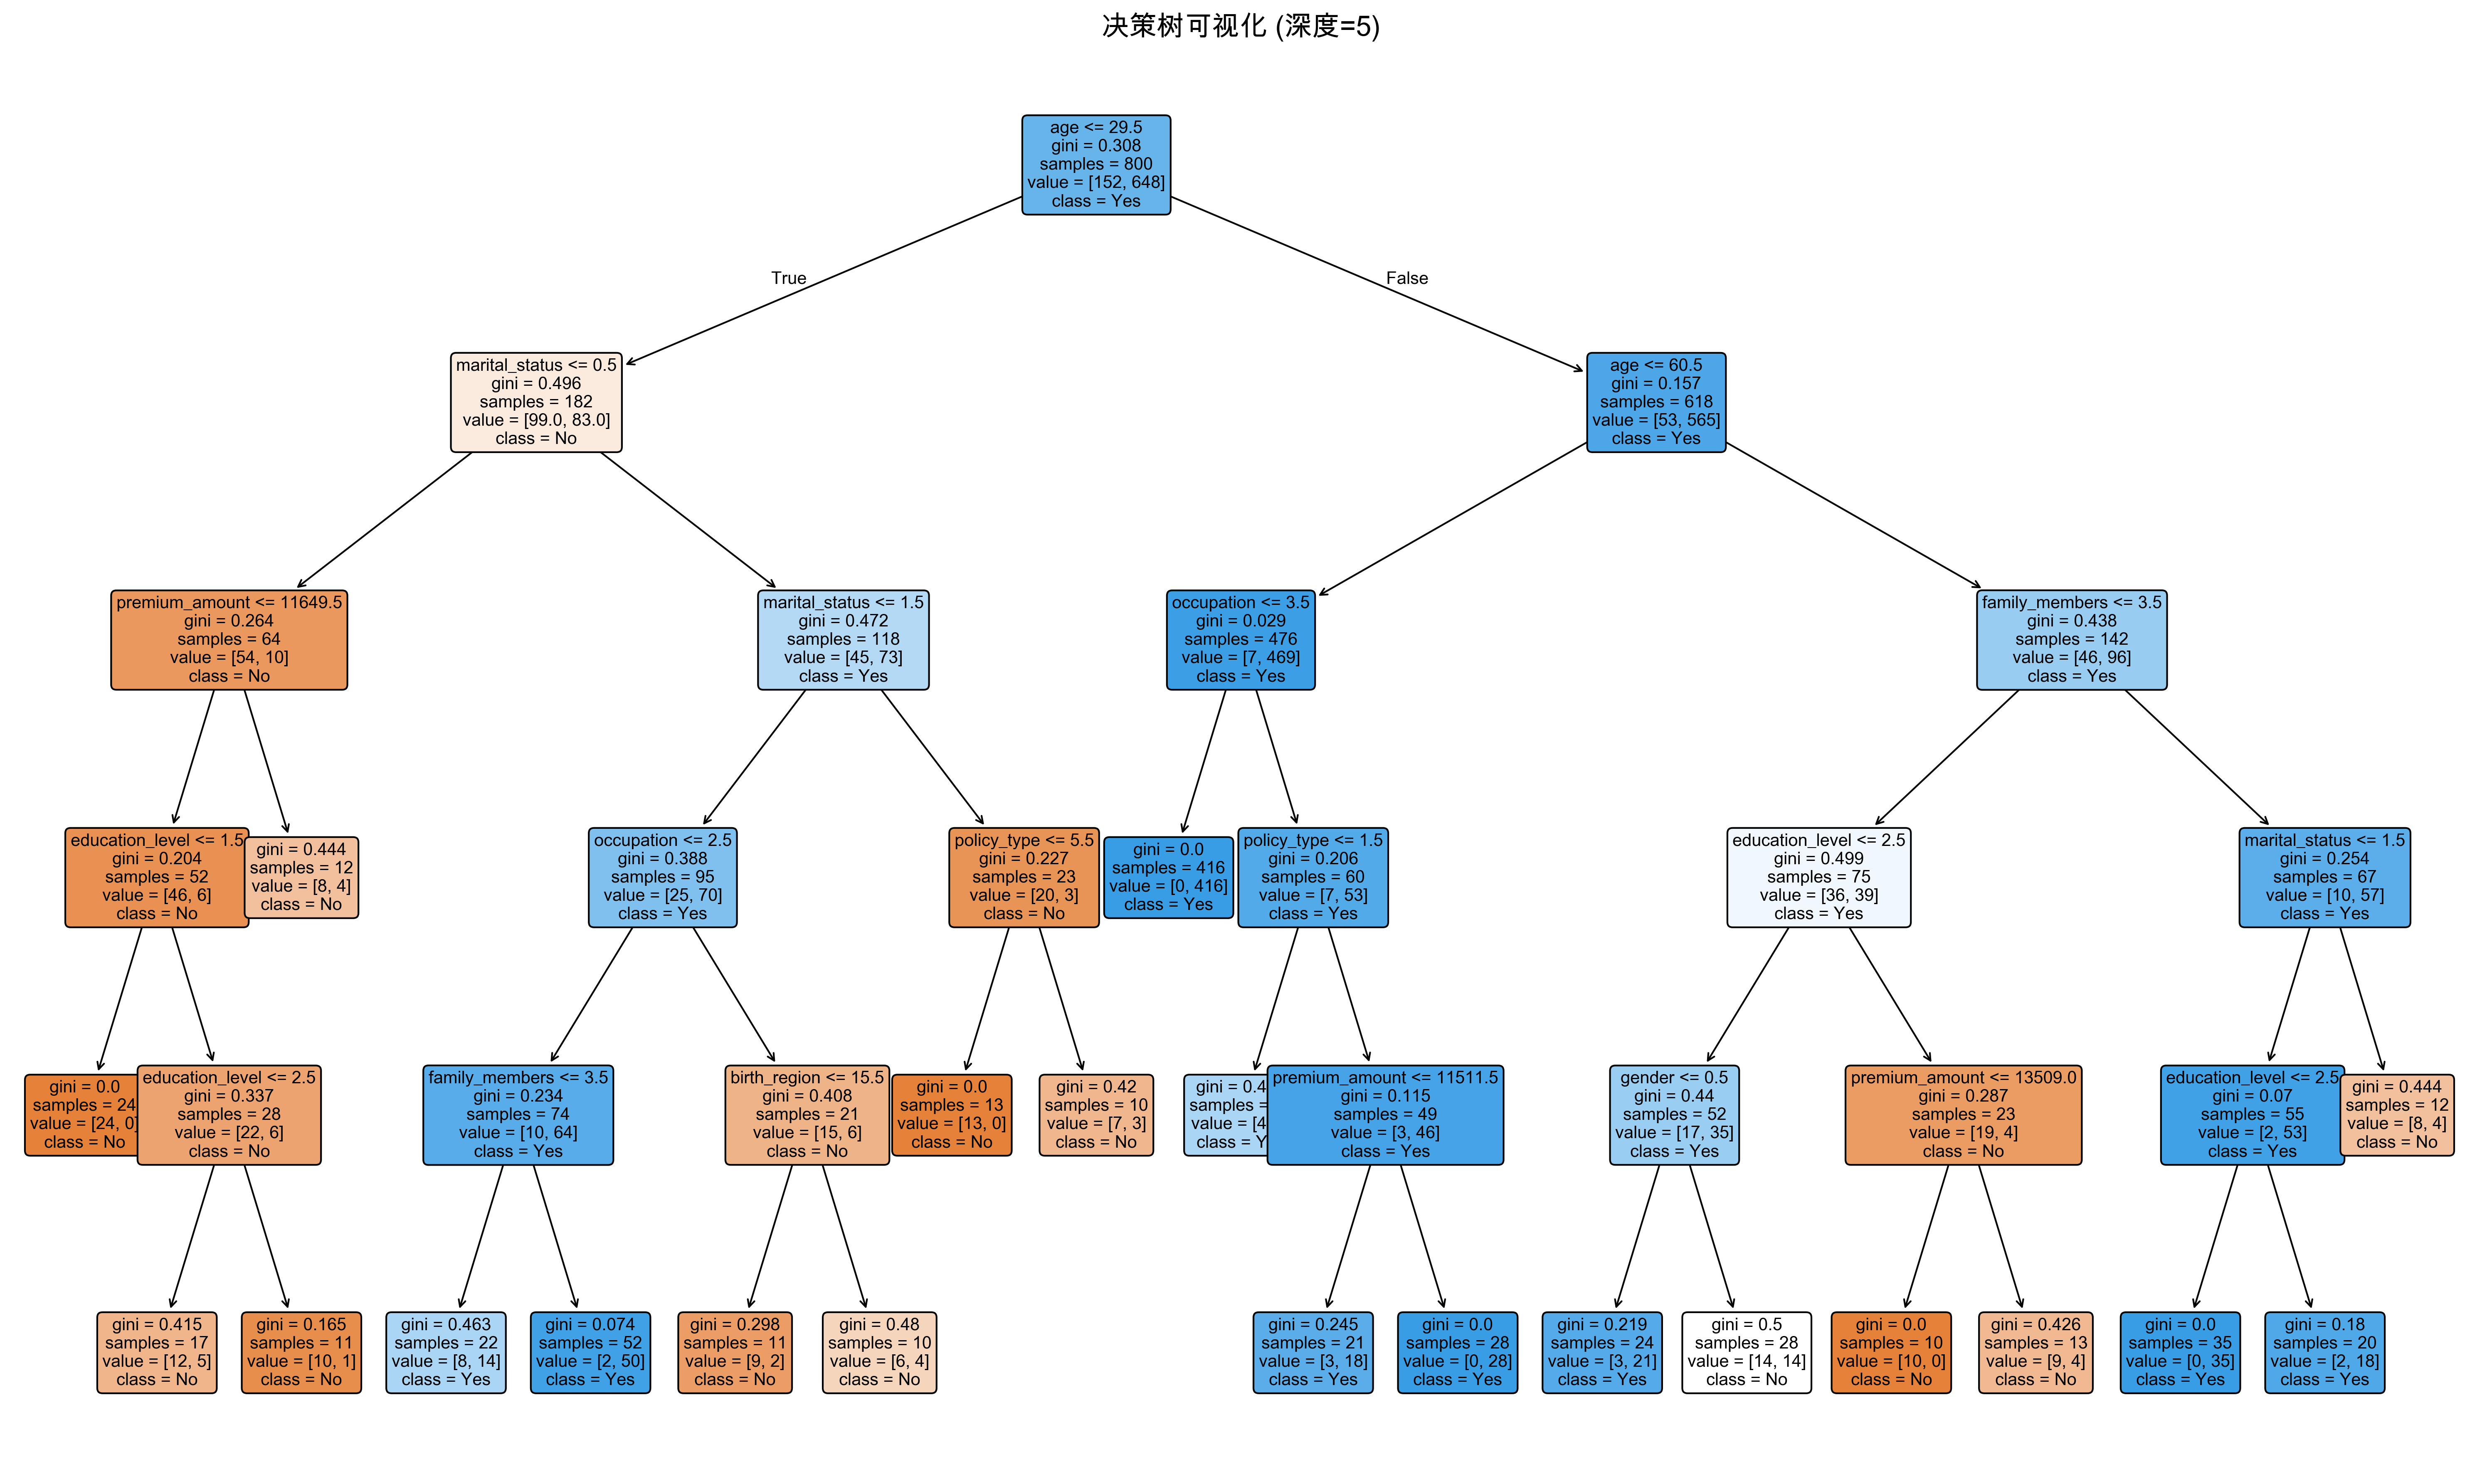 决策树可视化 (深度=5)
age <= 29.5
gini = 0.308
samples = 800
value = [152, 648]
class = Yes
True
False
marital_status <= 0.5
gini = 0.496
samples = 182
value = [99.0, 83.0]
class = No
age <= 60.5
gini = 0.157
samples = 618
value = [53, 565]
class = Yes
premium_amount <= 11649.5
gini = 0.264
samples = 64
value = [54, 10]
class = No
marital_status <= 1.5
gini = 0.472
samples = 118
value = [45, 73]
class = Yes
occupation <= 3.5
gini = 0.029
samples = 476
value = [7, 469]
class = Yes
family_members <= 3.5
gini = 0.438
samples = 142
value = [46, 96]
class = Yes
education_level <= 1.5
gini = 0.204
samples = 52
value = [46, 6]
class = No
gini = 0.444
samples = 12
value = [8, 4]
class = No
occupation <= 2.5
gini = 0.388
samples = 95
value = [25, 70]
class = Yes
policy_type <= 5.5
gini = 0.227
samples = 23
value = [20, 3]
class = No
gini = 0.0
samples = 416
value = [0, 416]
class = Yes
policy_type <= 1.5
gini = 0.206
samples = 60
value = [7, 53]
class = Yes
education_level <= 2.5
gini = 0.499
samples = 75
value = [36, 39]
class = Yes
marital_status <= 1.5
gini = 0.254
samples = 67
value = [10, 57]
class = Yes
gini = 0.0
samples = 24
value = [24, 0]
class = No
education_level <= 2.5
gini = 0.337
samples = 28
value = [22, 6]
class = No
family_members <= 3.5
gini = 0.234
samples = 74
value = [10, 64]
class = Yes
birth_region <= 15.5
gini = 0.408
samples = 21
value = [15, 6]
class = No
gini = 0.0
samples = 13
value = [13, 0]
class = No
gini = 0.42
samples = 10
value = [7, 3]
class = No
gini =
samples =
value =
class =
premium_amount <= 11511.5
gini = 0.115
samples = 49
value = [3, 46]
class = Yes
gender <= 0.5
gini = 0.44
samples = 52
value = [17, 35]
class = Yes
premium_amount <= 13509.0
gini = 0.287
samples = 23
value = [19, 4]
class = No
education_level <= 2.5
gini = 0.07
samples = 55
value = [2, 53]
class = Yes
gini = 0.444
samples = 12
value = [8, 4]
class = No
gini = 0.415
samples = 17
value = [12, 5]
class = No
gini = 0.165
samples = 11
value = [10, 1]
class = No
gini = 0.463
samples = 22
value = [8, 14]
class = Yes
gini = 0.074
samples = 52
value = [2, 50]
class = Yes
gini = 0.298
samples = 11
value = [9, 2]
class = No
gini = 0.48
samples = 10
value = [6, 4]
class = No
gini = 0.245
samples = 21
value = [3, 18]
class = Yes
gini = 0.0
samples = 28
value = [0, 28]
class = Yes
gini = 0.219
samples = 24
value = [3, 21]
class = Yes
gini = 0.5
samples = 28
value = [14, 14]
class = No
gini = 0.0
samples = 10
value = [10, 0]
class = No
gini = 0.426
samples = 13
value = [9, 4]
class = No
gini = 0.0
samples = 35
value = [0, 35]
class = Yes
gini = 0.18
samples = 20
value = [2, 18]
class = Yes